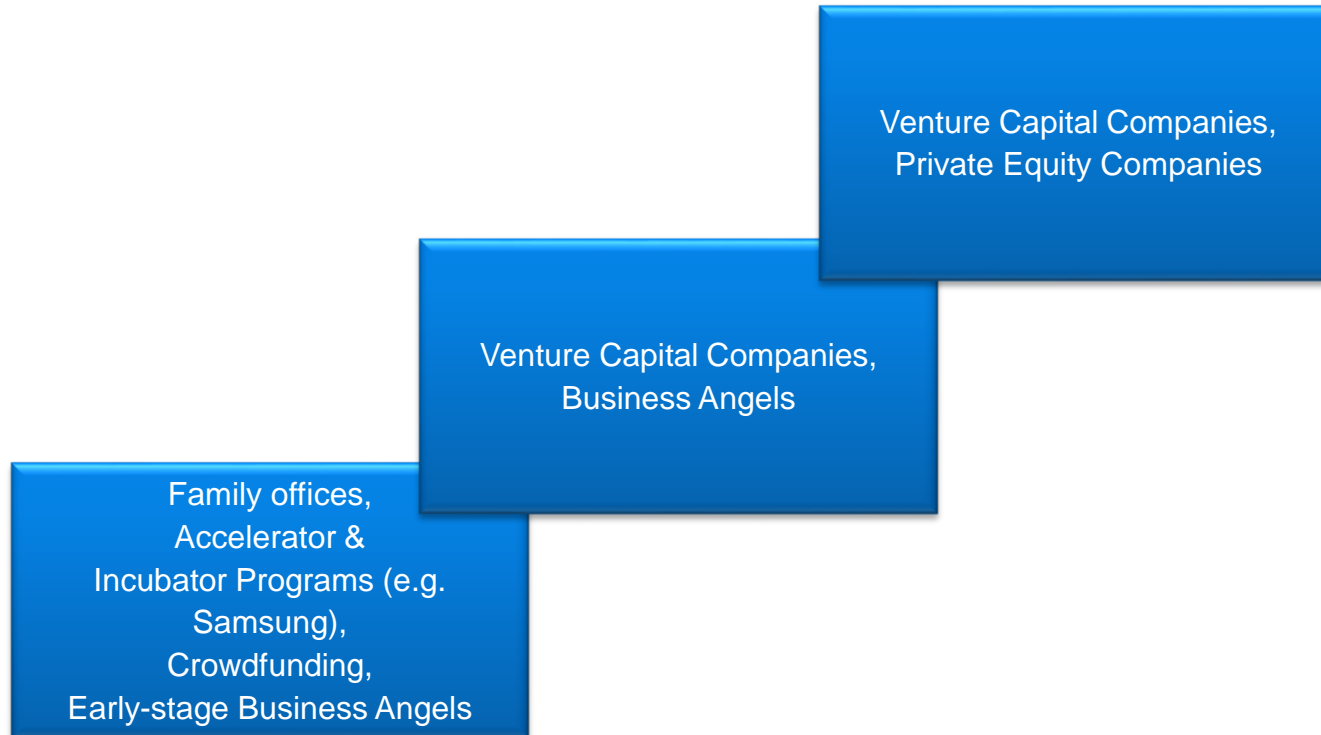 Venture Capital Companies,
Private Equity Companies
Venture Capital Companies,
Business Angels
Family offices,
Accelerator &
Incubator Programs (e.g.
Samsung),
Crowdfunding,
Early-stage Business Angels